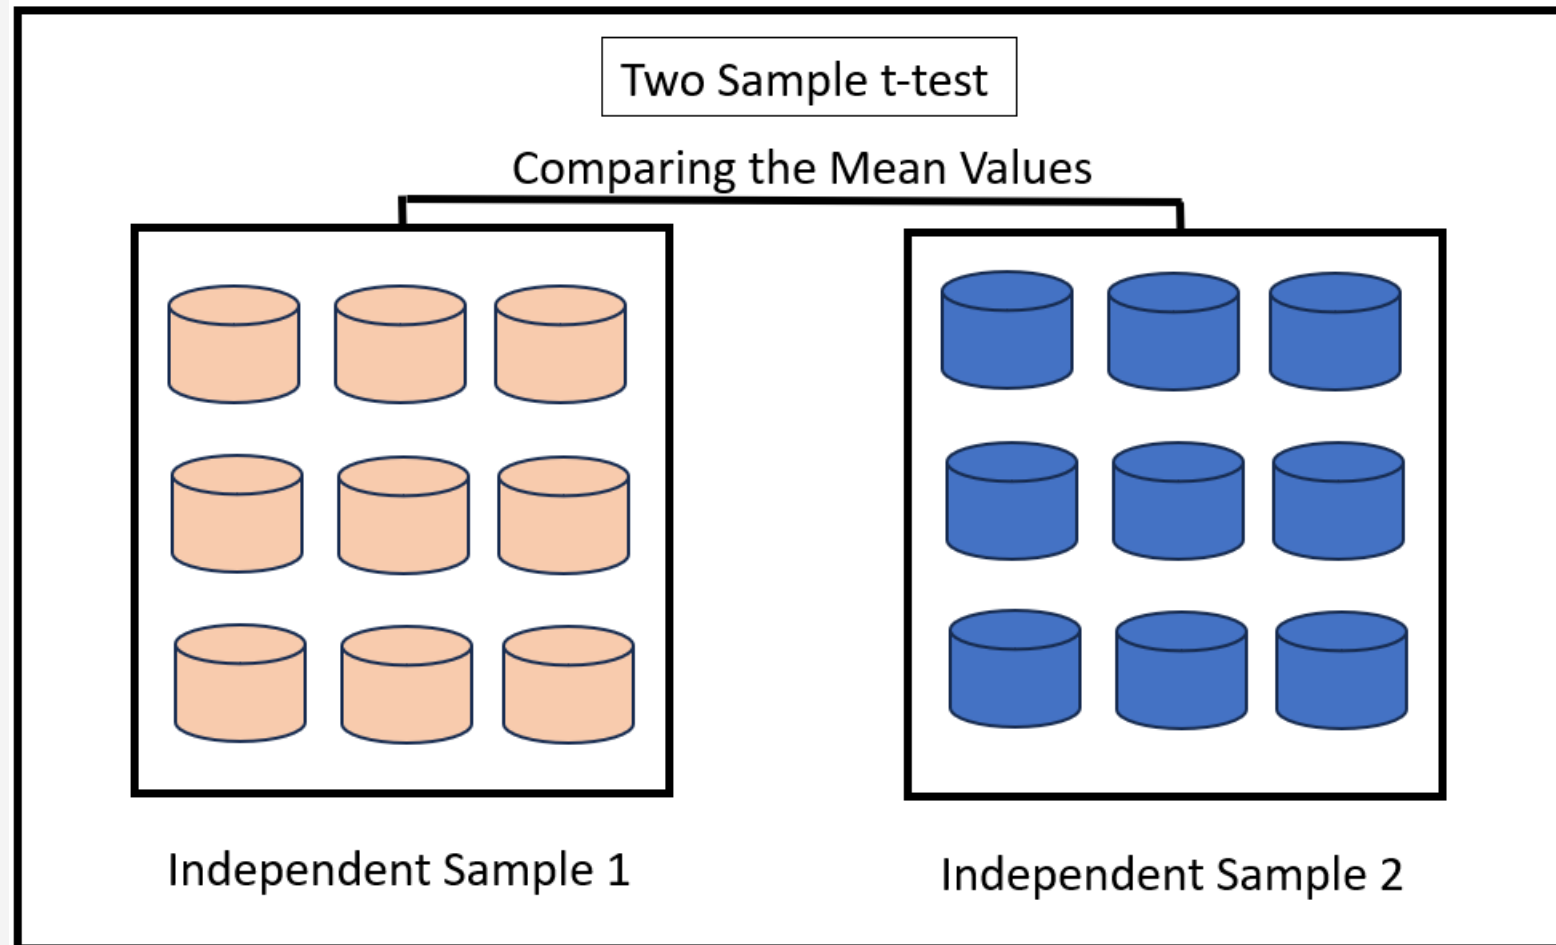 Two Sample t-test
Comparing the Mean Values
Independent Sample 1
Independent Sample 2